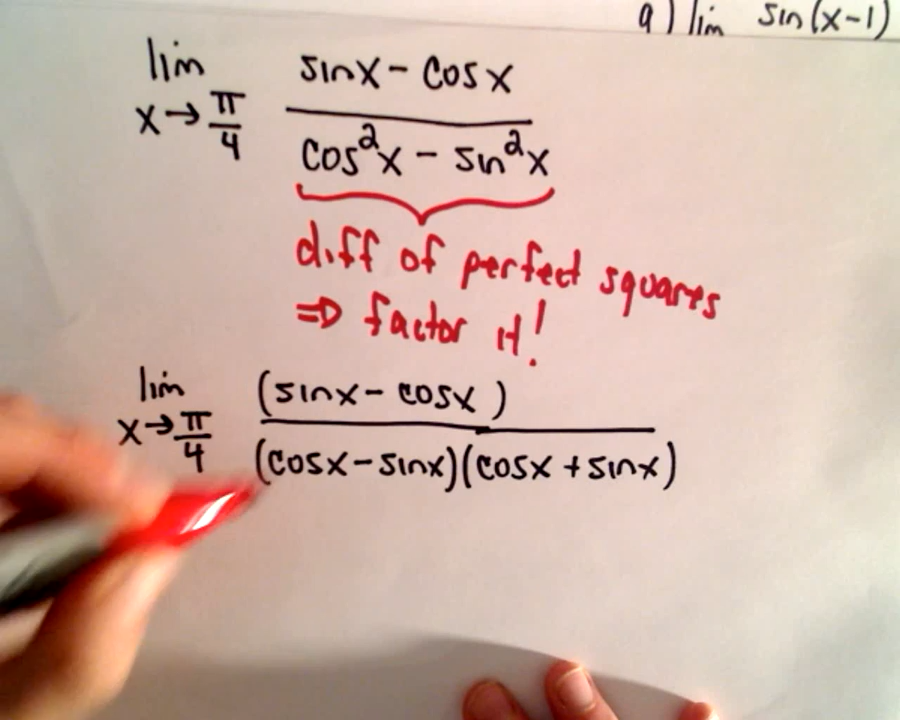 9) lim sin(x-1)
lim x→π/4 (sinx - cosx)/(cos²x - sin²x)
diff of perfect squares
⇒ factor it!
lim x→π/4 (sinx - cosx)/((cosx - sinx)(cosx + sinx))